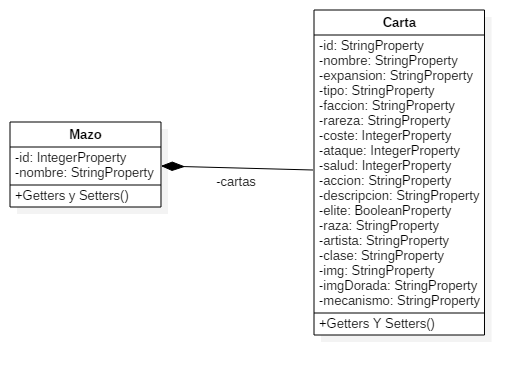 Mazo
-id: IntegerProperty
-nombre: StringProperty
+Getters y Setters()
-cartas
Carta
-id: StringProperty
-nombre: StringProperty
-expansion: StringProperty
-tipo: StringProperty
-faccion: StringProperty
-rareza: StringProperty
-coste: IntegerProperty
-ataque: IntegerProperty
-salud: IntegerProperty
-accion: StringProperty
-descripcion: StringProperty
-elite: BooleanProperty
-raza: StringProperty
-artista: StringProperty
-clase: StringProperty
-img: StringProperty
-imgDorada: StringProperty
-mecanismo: StringProperty
+Getters Y Setters()